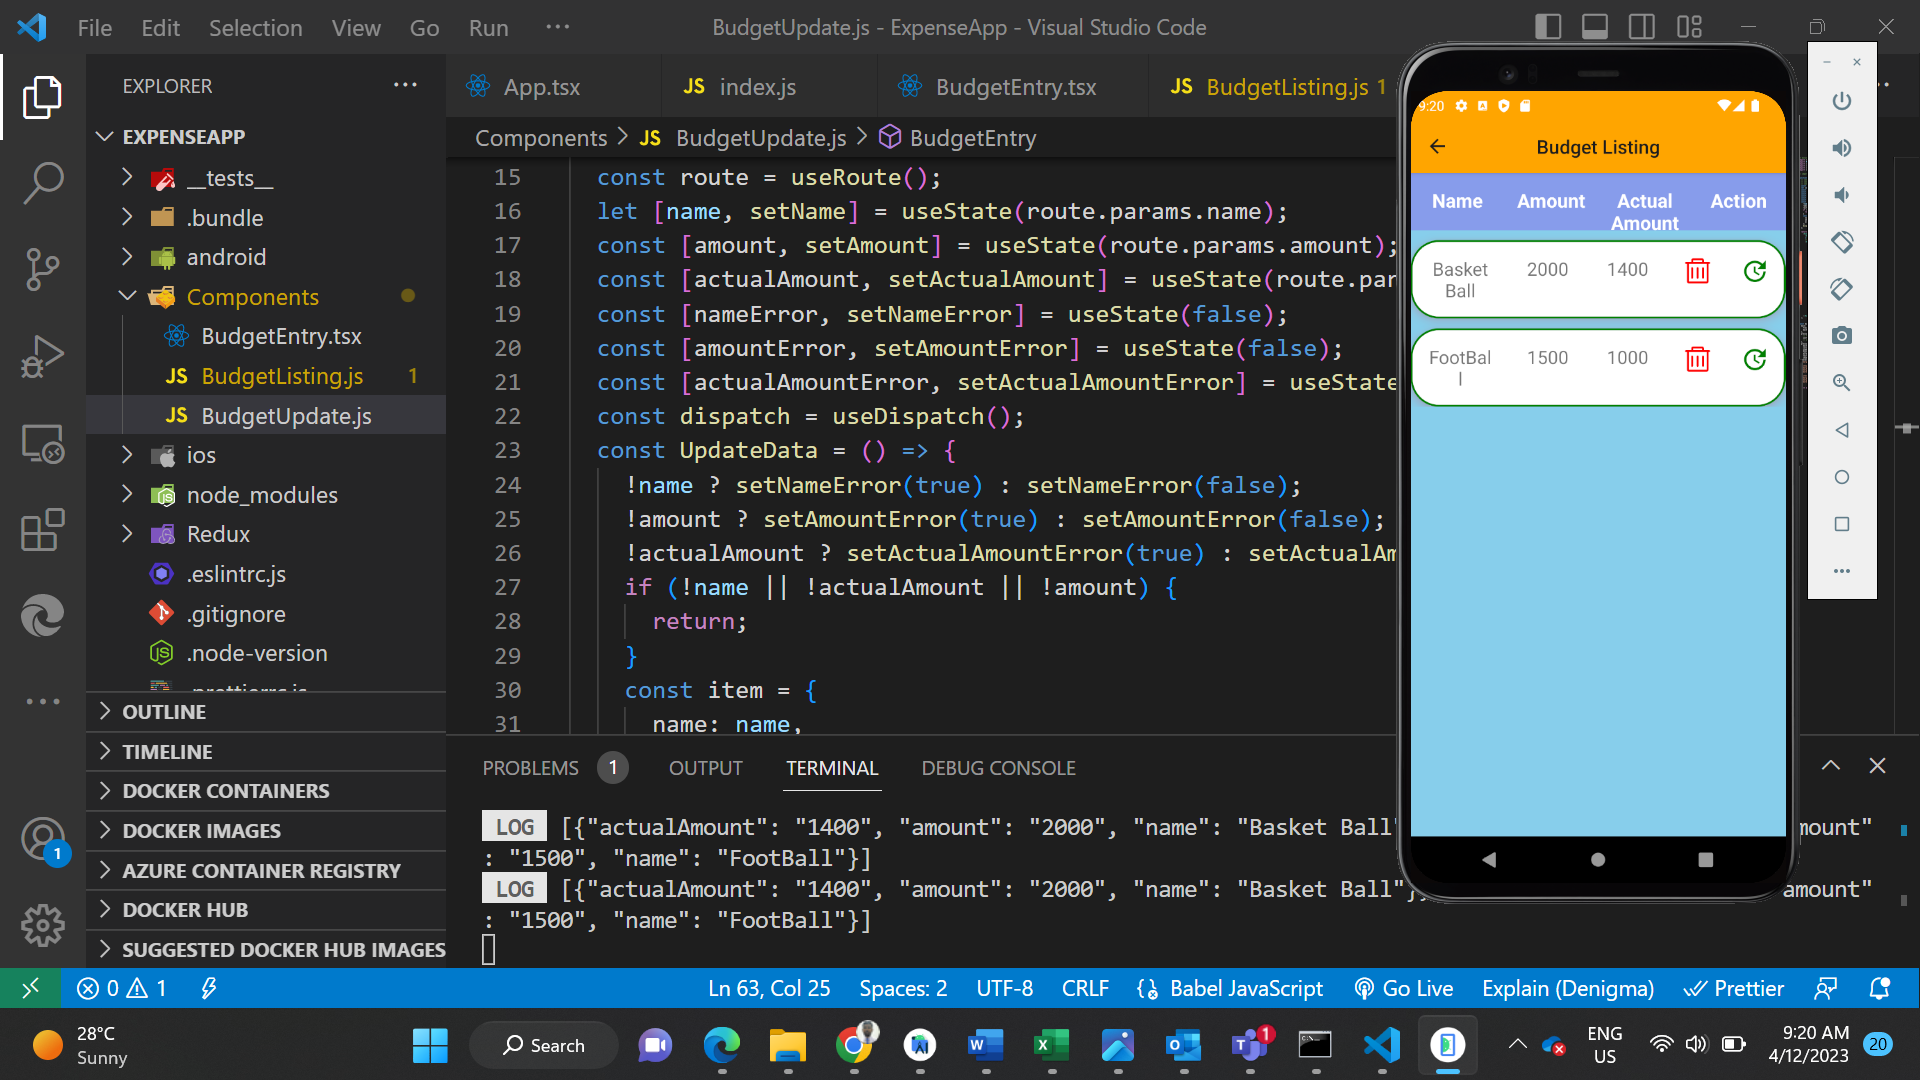 File Edit Selection View Go Run ··· BudgetUpdate.js - ExpenseApp - Visual Studio Code
EXPLORER
EXPENSEAPP
__tests__
.bundle
android
Components
BudgetEntry.tsx
BudgetListing.js 1
BudgetUpdate.js
ios
node_modules
Redux
.eslintrc.js
.gitignore
.node-version
OUTLINE
TIMELINE
DOCKER CONTAINERS
DOCKER IMAGES
AZURE CONTAINER REGISTRY
DOCKER HUB
SUGGESTED DOCKER HUB IMAGES
1
App.tsx JS index.js BudgetEntry.tsx JS BudgetListing.js 1
Components > JS BudgetUpdate.js > BudgetEntry
15 const route = useRoute();
16 let [name, setName] = useState(route.params.name);
17 const [amount, setAmount] = useState(route.params.amount);
18 const [actualAmount, setActualAmount] = useState(route.par
19 const [nameError, setNameError] = useState(false);
20 const [amountError, setAmountError] = useState(false);
21 const [actualAmountError, setActualAmountError] = useState
22 const dispatch = useDispatch();
23 const UpdateData = () => {
24 !name ? setNameError(true) : setNameError(false);
25 !amount ? setAmountError(true) : setAmountError(false);
26 !actualAmount ? setActualAmountError(true) : setActualAm
27 if (!name || !actualAmount || !amount) {
28 return;
29 }
30 const item = {
31 name: name,
PROBLEMS 1 OUTPUT TERMINAL DEBUG CONSOLE
LOG [{"actualAmount": "1400", "amount": "2000", "name": "Basket Ball" mount"
: "1500", "name": "FootBall"}]
LOG [{"actualAmount": "1400", "amount": "2000", "name": "Basket Ball"}, amount"
: "1500", "name": "FootBall"}]
9:20
Budget Listing
Name Amount Actual Amount Action
Basket Ball 2000 1400
FootBal
l 1500 1000
0 1 Ln 63, Col 25 Spaces: 2 UTF-8 CRLF Babel JavaScript Go Live Explain (Denigma) Prettier
28°C
Sunny
Search
1
ENG
US
9:20 AM
4/12/2023
20